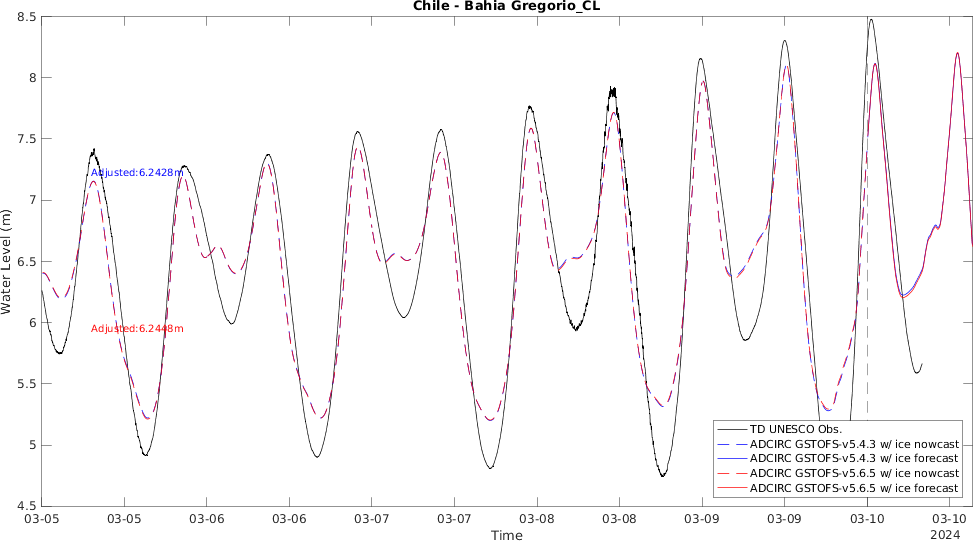 Chile - Bahia Gregorio_CL
8.5
8
7.5
7
6.5
6
5.5
5
4.5
Water Level (m)
Adjusted:6.2428m
Adjusted:6.2448m
TD UNESCO Obs.
ADCIRC GSTOFS-v5.4.3 w/ ice nowcast
ADCIRC GSTOFS-v5.4.3 w/ ice forecast
ADCIRC GSTOFS-v5.6.5 w/ ice nowcast
ADCIRC GSTOFS-v5.6.5 w/ ice forecast
03-05 03-05 03-06 03-06 03-07 03-07 03-08 03-08 03-09 03-09 03-10 03-10
Time
2024